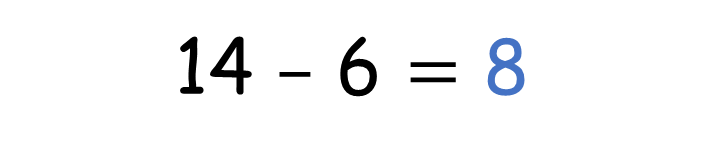 14 – 6 = 8